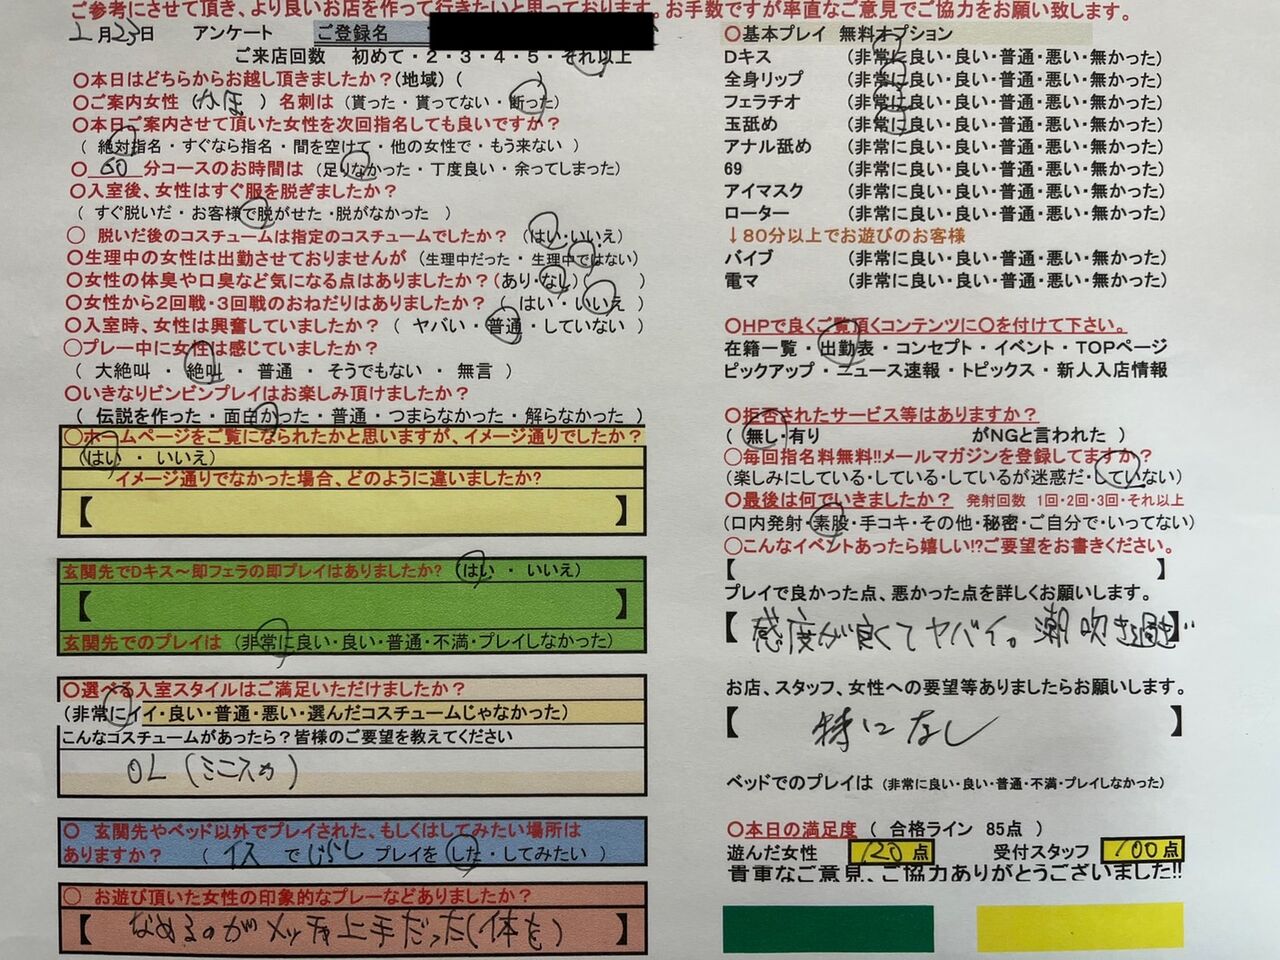 ご参考にさせて頂き、より良いお店を作って行きたいと思っております。お手数ですが率直なご意見でご協力をお願い致します。
月23日 アンケート ご登録名
ご来店回数 初めて・2・3・4・5・それ以上
〇本日はどちらからお越し頂きましたか?(地域) ( )
〇ご案内女性 (かほ) 名刺は (貰った・貰ってない・断った)
〇本日ご案内させて頂いた女性を次回指名しても良いですか?
( 絶対指名・すぐなら指名・間を空けて・他の女性で・もう来ない )
〇 60 分コースのお時間は (足りなかった・丁度良い・余ってしまった)
〇入室後、女性はすぐ服を脱ぎましたか?
( すぐ脱いだ・お客様で脱がせた・脱がなかった )
〇 脱いだ後のコスチュームは指定のコスチュームでしたか? (はい・いいえ)
〇生理中の女性は出勤させておりませんが (生理中だった・生理中ではない)
〇女性の体臭や口臭など気になる点はありましたか?(あり・なし)( )
〇女性から2回戦・3回戦のおねだりはありましたか? ( はい・いいえ )
〇入室時、女性は興奮していましたか? ( ヤバい・普通・していない )
〇プレー中に女性は感じていましたか?
( 大絶叫・絶叫・普通・そうでもない・無言 )
〇いきなりビンビンプレイはお楽しみ頂けましたか?
( 伝説を作った・面白かった・普通・つまらなかった・解らなかった )
〇ホームページをご覧になられたかと思いますが、イメージ通りでしたか?
(はい ・ いいえ)
イメージ通りでなかった場合、どのように違いましたか?
【 】
玄関先でDキス~即フェラの即プレイはありましたか? (はい ・ いいえ)
【 】
玄関先でのプレイは (非常に良い・良い・普通・不満・プレイしなかった)
〇選べる入室スタイルはご満足いただけましたか?
(非常にイイ・良い・普通・悪い・選んだコスチュームじゃなかった)
こんなコスチュームがあったら?皆様のご要望を教えてください
OL (ミニスカ)
〇 玄関先やベッド以外でプレイされた、もしくはしてみたい場所は
ありますか? ( イス で じらし プレイを した・してみたい )
〇 お遊び頂いた女性の印象的なプレーなどありましたか?
【 なめるのがメッチャ上手だった(体も) 】
〇基本プレイ 無料オプション
Dキス (非常に良い・良い・普通・悪い・無かった)
全身リップ (非常に良い・良い・普通・悪い・無かった)
フェラチオ (非常に良い・良い・普通・悪い・無かった)
玉舐め (非常に良い・良い・普通・悪い・無かった)
アナル舐め (非常に良い・良い・普通・悪い・無かった)
69 (非常に良い・良い・普通・悪い・無かった)
アイマスク (非常に良い・良い・普通・悪い・無かった)
ローター (非常に良い・良い・普通・悪い・無かった)
↓80分以上でお遊びのお客様
バイブ (非常に良い・良い・普通・悪い・無かった)
電マ (非常に良い・良い・普通・悪い・無かった)
〇HPで良くご覧頂くコンテンツに〇を付けて下さい。
在籍一覧・出勤表・コンセプト・イベント・TOPページ
ピックアップ・ニュース速報・トピックス・新人入店情報
〇拒否されたサービス等はありますか?
( 無し・有り がNGと言われた )
〇毎回指名料無料!!メールマガジンを登録してますか?
(楽しみにしている・している・しているが迷惑だ・していない)
〇最後は何でいきましたか? 発射回数 1回・2回・3回・それ以上
(口内発射・素股・手コキ・その他・秘密・ご自分で・いってない)
〇こんなイベントあったら嬉しい!?ご要望をお書きください。
【 】
プレイで良かった点、悪かった点を詳しくお願いします。
【 感度が良くてヤバイ。潮吹き過ぎ 】
お店、スタッフ、女性への要望等ありましたらお願いします。
【 特になし 】
ベッドでのプレイは (非常に良い・良い・普通・不満・プレイしなかった)
〇本日の満足度 ( 合格ライン 85点 )
遊んだ女性 120点 受付スタッフ 100点
貴重なご意見、ご協力ありがとうございました!!